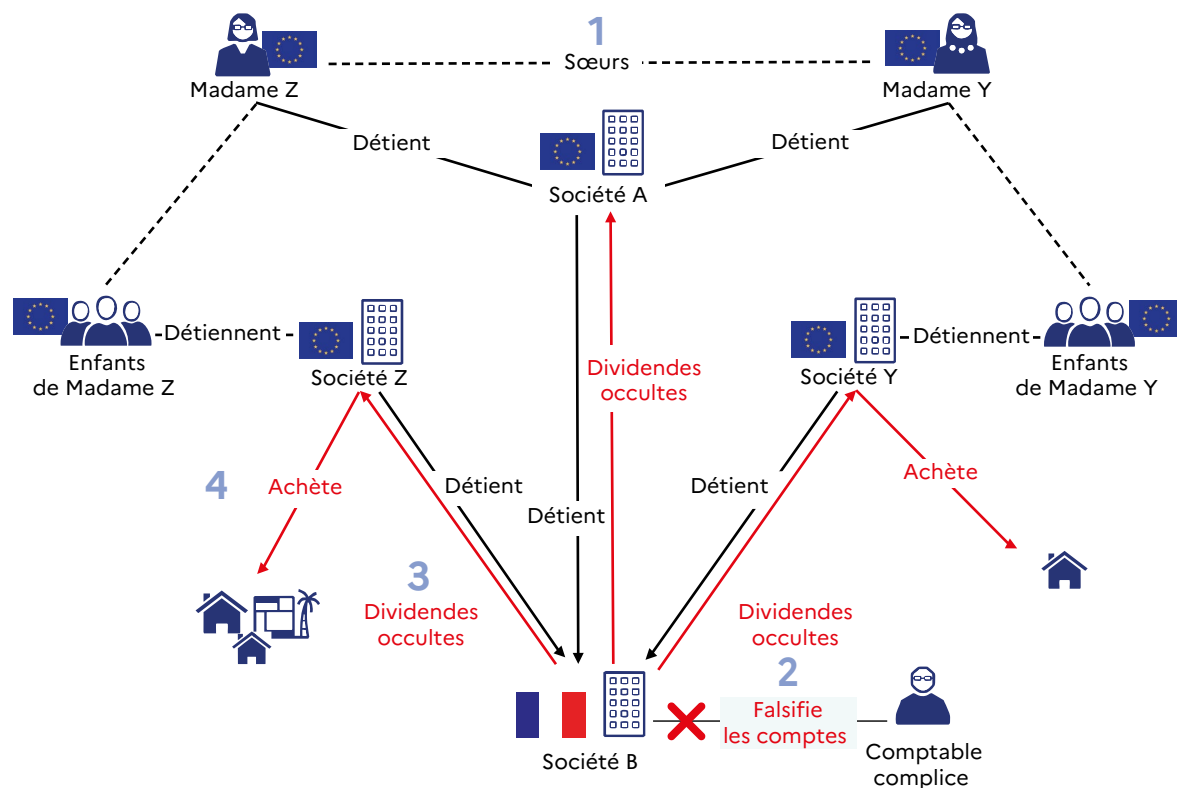 1
Sœurs
Madame Z
Madame Y
Détient
Détient
Société A
Détiennent
Détiennent
Enfants
de Madame Z
Société Z
Dividendes
occultes
Société Y
Enfants
de Madame Y
4
Achète
Détient
Détient
Détient
Achète
3
Dividendes
occultes
Dividendes
occultes
2
Falsifie
les comptes
Société B
Comptable
complice